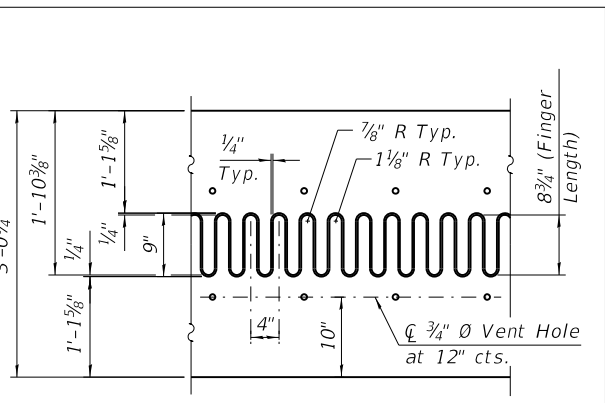 ⅞" R Typ.
1⅛" R Typ.
¼"
Typ.
8¾" (Finger
Length)
1'-1⅝"
1'-10⅜"
¼"
¼"
9"
1'-1⅝"
4"
10"
℄ ¾" Ø Vent Hole
at 12" cts.